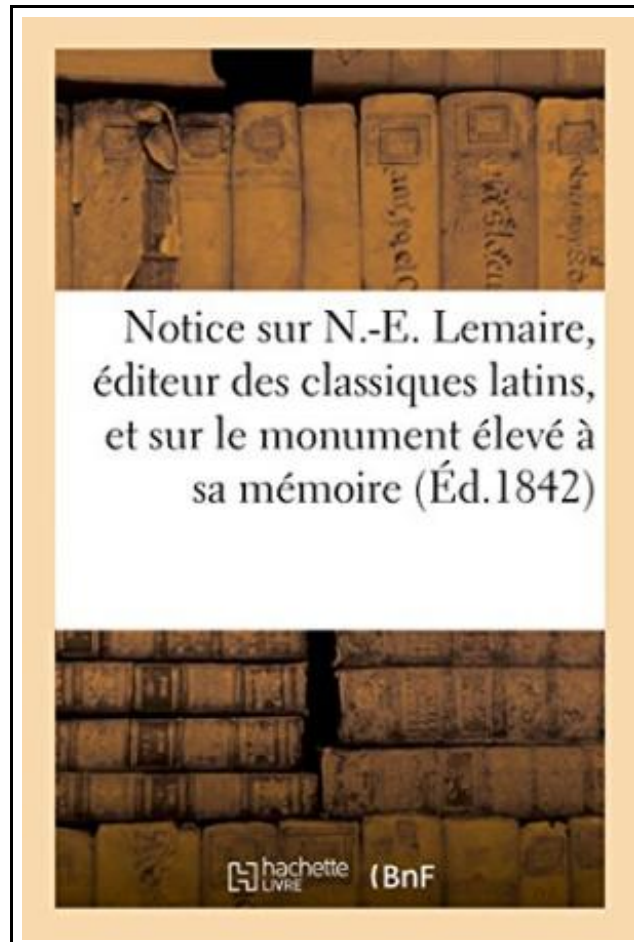 Notice sur N.-E. Lemaire,
éditeur des classiques latins,
et sur le monument élevé à
sa mémoire (Éd.1842)
hachette
LIVRE
(BnF